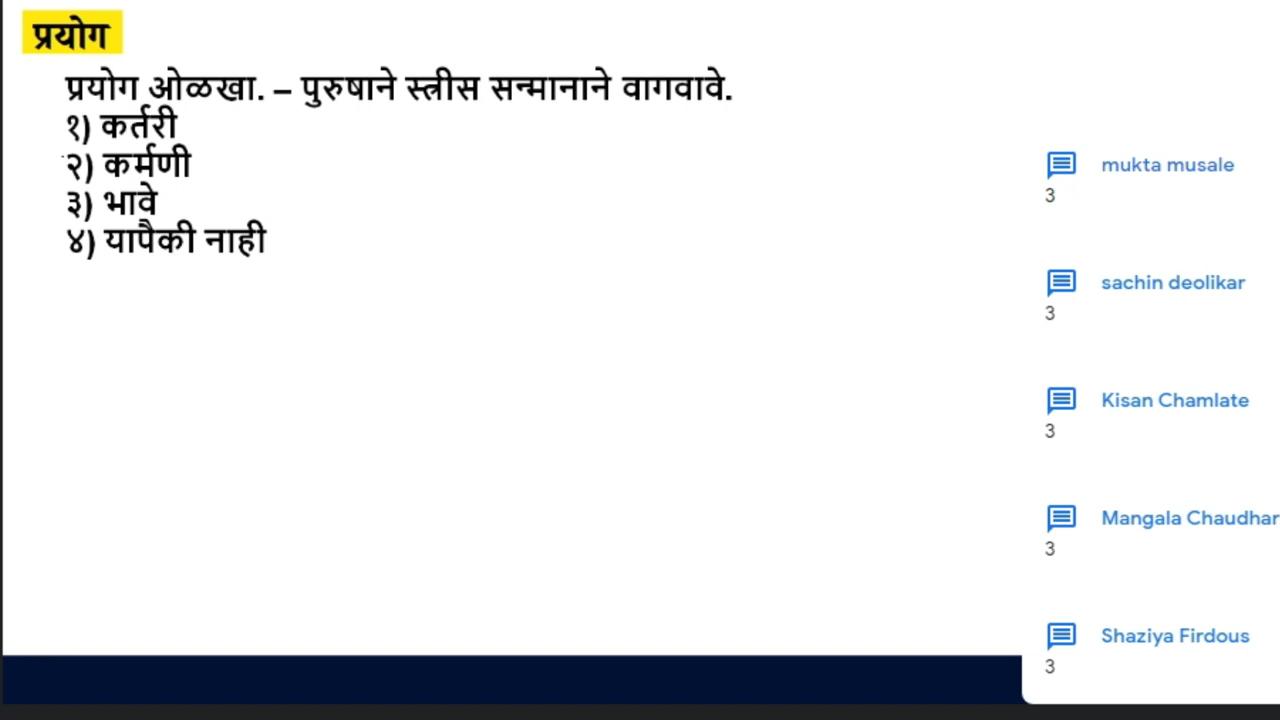 प्रयोग
प्रयोग ओळखा. – पुरुषाने स्त्रीस सन्मानाने वागवावे.
१) कर्तरी
२) कर्मणी
३) भावे
४) यापैकी नाही
mukta musale
3
sachin deolikar
3
Kisan Chamlate
3
Mangala Chaudhar
3
Shaziya Firdous
3